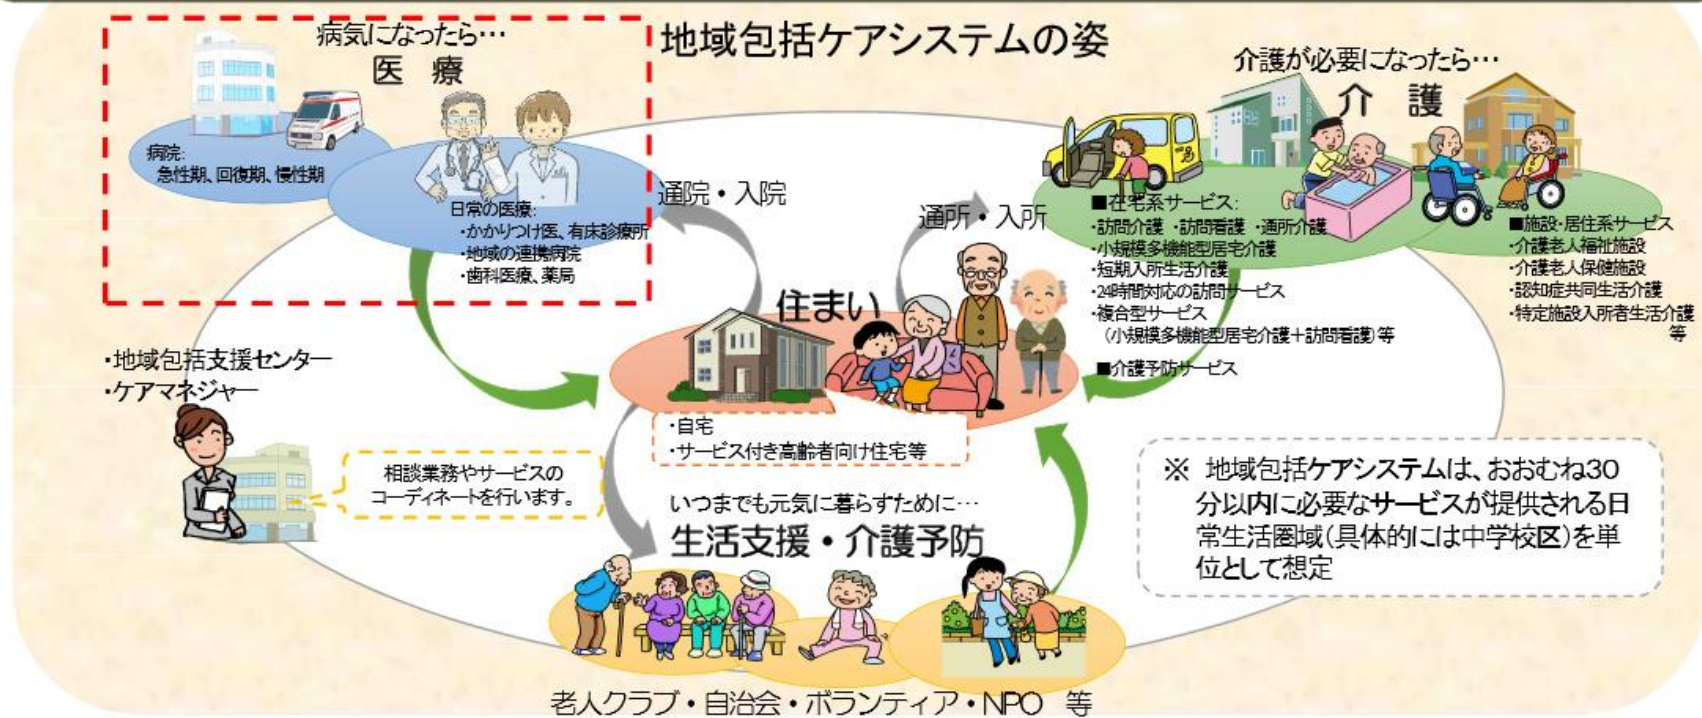 地域包括ケアシステムの姿
病気になったら…
医 療
病院:
急性期、回復期、慢性期
日常の医療:
・かかりつけ医、有床診療所
・地域の連携病院
・歯科医療、薬局
通院・入院
通所・入所
介護が必要になったら…
介 護
■在宅系サービス:
・訪問介護 ・訪問看護 ・通所介護
・小規模多機能型居宅介護
・短期入所生活介護
・24時間対応の訪問サービス
・複合型サービス
(小規模多機能型居宅介護+訪問看護)等
■介護予防サービス
■施設・居住系サービス
・介護老人福祉施設
・介護老人保健施設
・認知症共同生活介護
・特定施設入所者生活介護
等
住まい
・自宅
・サービス付き高齢者向け住宅等
・地域包括支援センター
・ケアマネジャー
相談業務やサービスの
コーディネートを行います。
いつまでも元気に暮らすために…
生活支援・介護予防
老人クラブ・自治会・ボランティア・NPO 等
※ 地域包括ケアシステムは、おおむね30
分以内に必要なサービスが提供される日
常生活圏域(具体的には中学校区)を単
位として想定